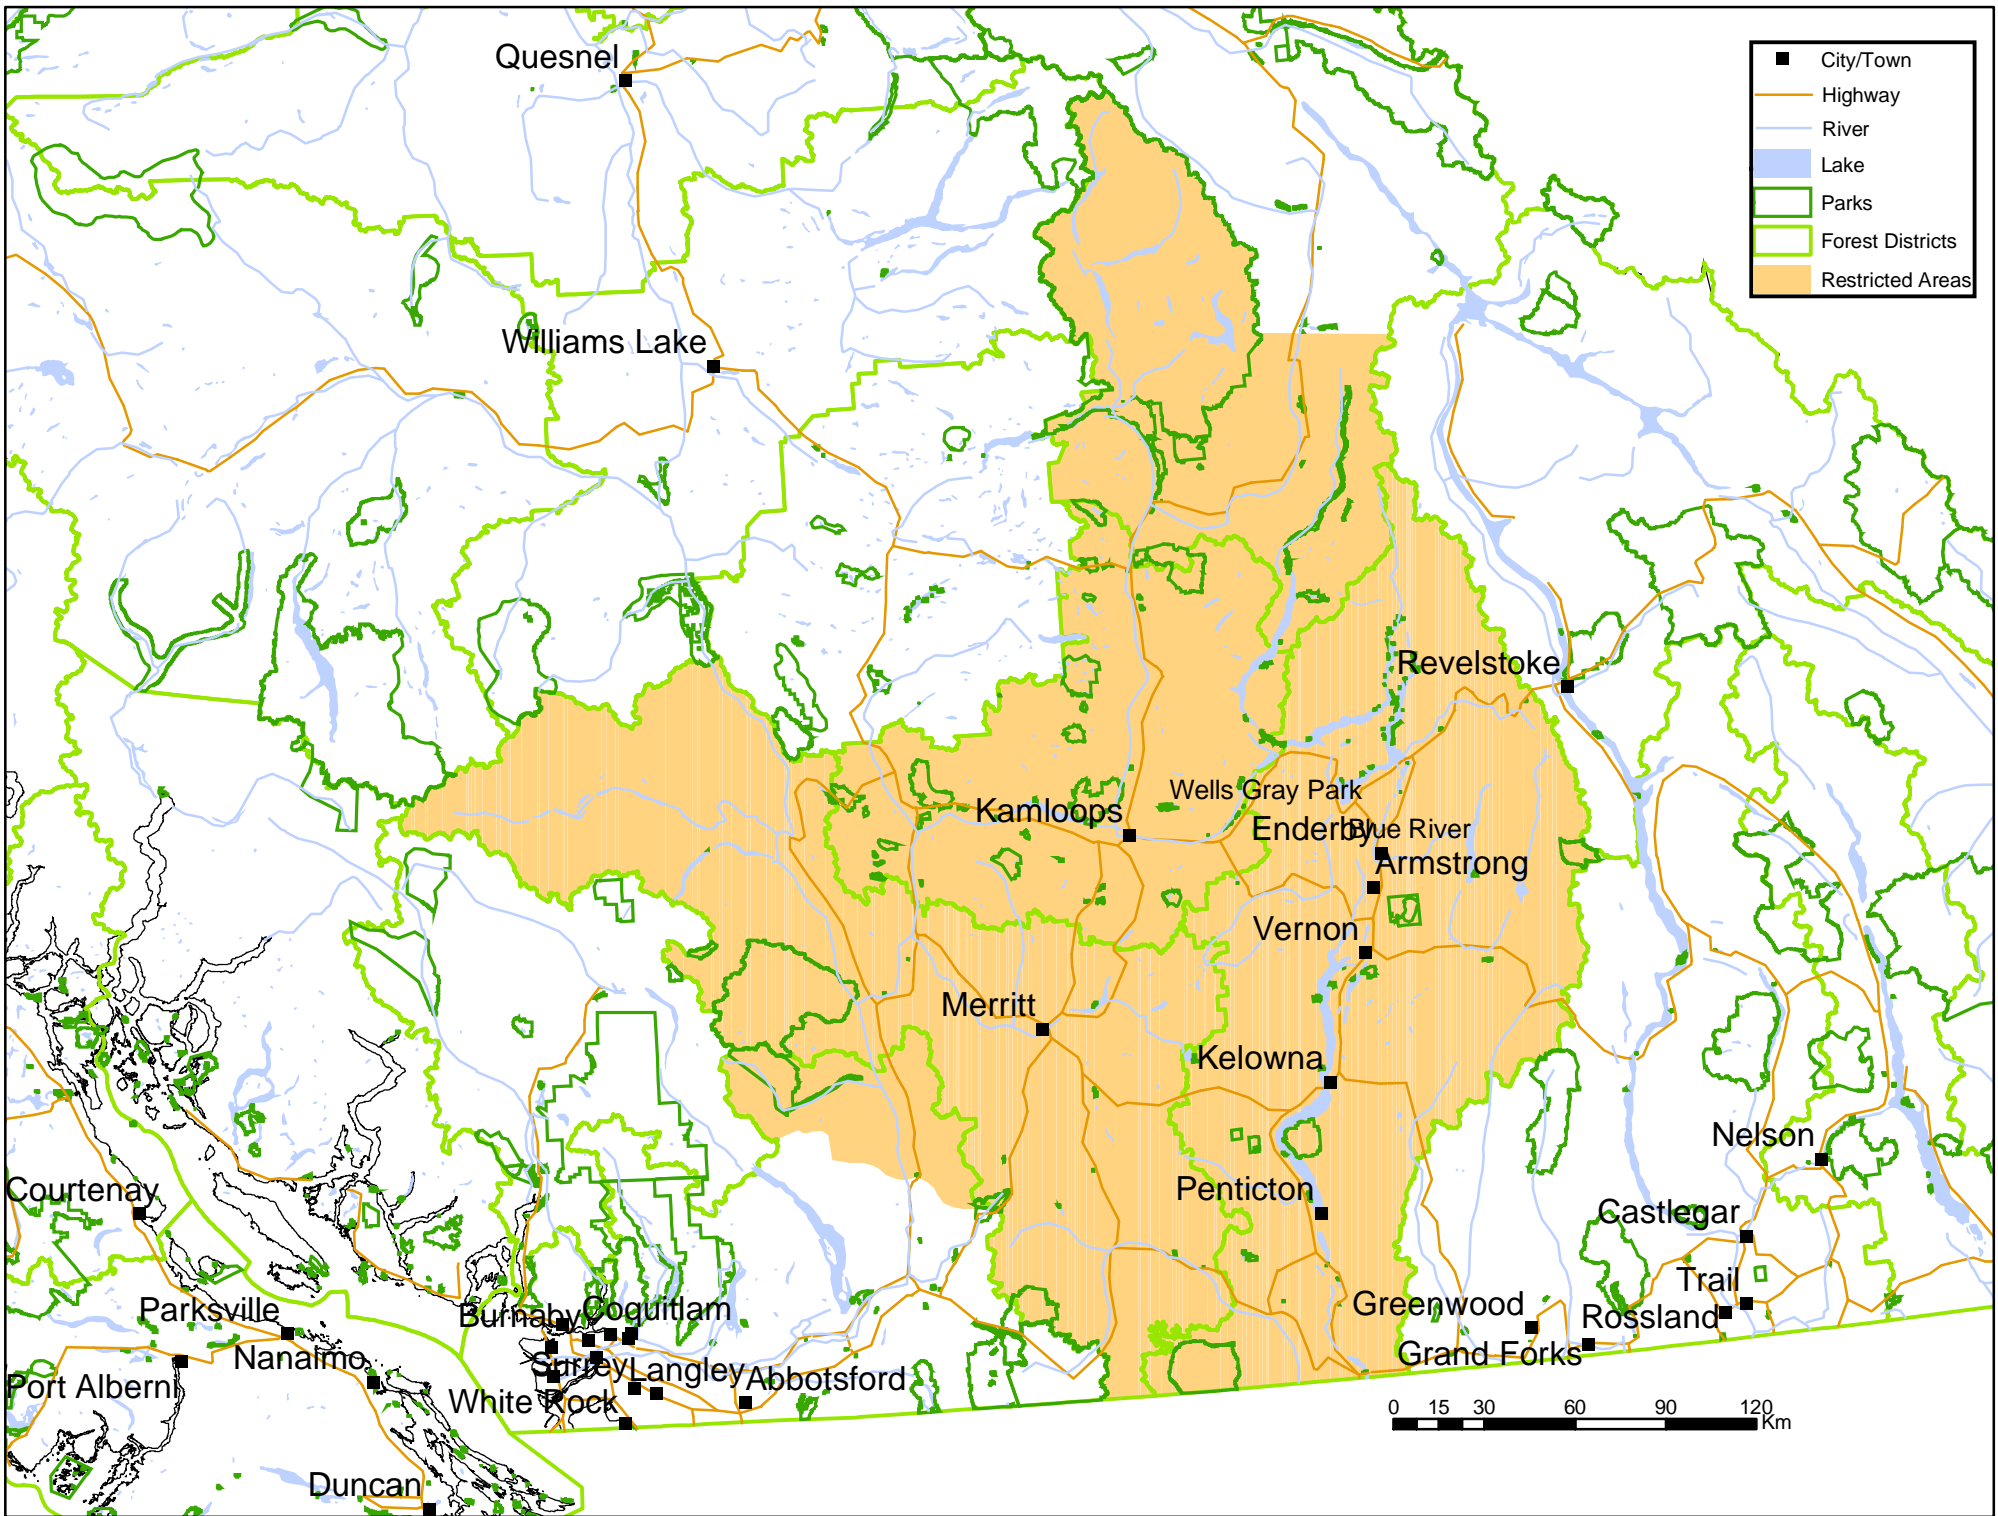 Quesnel
City/Town
Highway
River
Lake
Parks
Forest Districts
Restricted Areas
Williams Lake
Revelstoke
Wells Gray Park
Kamloops
Enderby
Blue River
Armstrong
Vernon
Merritt
Kelowna
Nelson
Courtenay
Penticton
Castlegar
Trail
Parksville
Burnaby
Coquitlam
Greenwood
Rossland
Nanaimo
Grand Forks
Surrey
Langley
Abbotsford
Port Alberni
White Rock
0 15 30 60 90 120
Km
Duncan